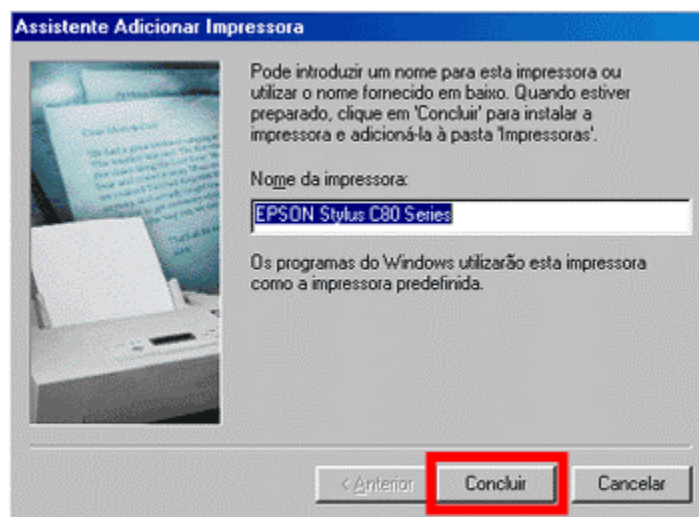 Assistente Adicionar Impressora
Pode introduzir um nome para esta impressora ou
utilizar o nome fornecido em baixo. Quando estiver
preparado, clique em 'Concluir' para instalar a
impressora e adicioná-la à pasta 'Impressoras'.
Nome da impressora:
EPSON Stylus C80 Series
Os programas do Windows utilizarão esta impressora
como a impressora predefinida.
< Anterior
Concluir
Cancelar